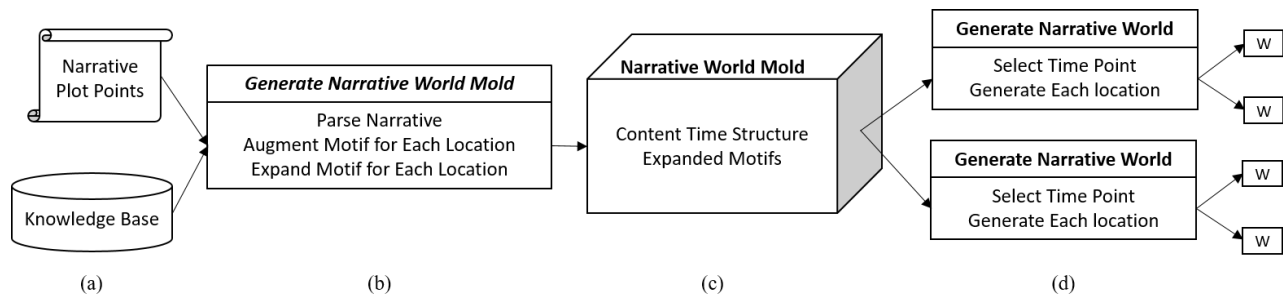 Narrative
Plot Points
Knowledge Base
(a)
Generate Narrative World Mold
Parse Narrative
Augment Motif for Each Location
Expand Motif for Each Location
(b)
Narrative World Mold
Content Time Structure
Expanded Motifs
(c)
Generate Narrative World
Select Time Point
Generate Each location
W
W
Generate Narrative World
Select Time Point
Generate Each location
W
W
(d)